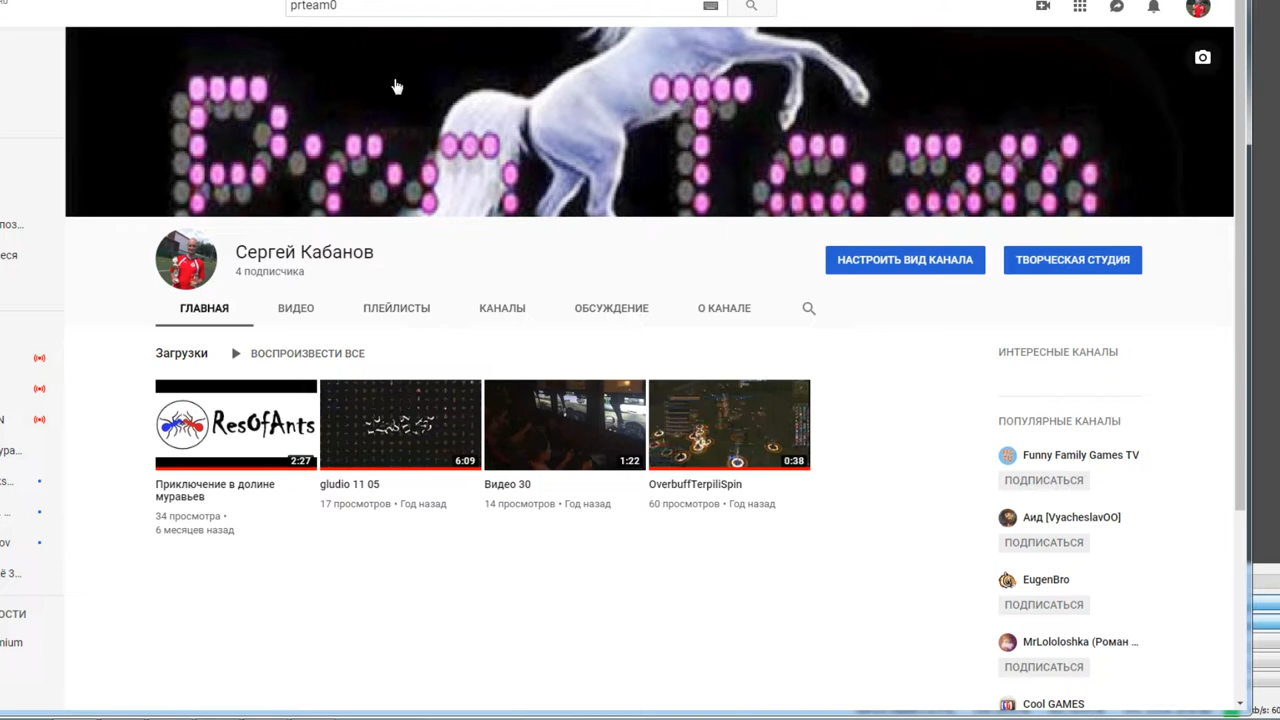 prteam0
Team
Сергей Кабанов
4 подписчика
НАСТРОИТЬ ВИД КАНАЛА
ТВОРЧЕСКАЯ СТУДИЯ
ГЛАВНАЯ
ВИДЕО
ПЛЕЙЛИСТЫ
КАНАЛЫ
ОБСУЖДЕНИЕ
О КАНАЛЕ
Загрузки
ВОСПРОИЗВЕСТИ ВСЕ
ResOfAnts
2:27
6:09
1:22
0:38
Приключение в долине
муравьев
34 просмотра •
6 месяцев назад
gludio 11 05
17 просмотров • Год назад
Видео 30
14 просмотров • Год назад
OverbuffTerpiliSpin
60 просмотров • Год назад
ИНТЕРЕСНЫЕ КАНАЛЫ
ПОПУЛЯРНЫЕ КАНАЛЫ
Funny Family Games TV
ПОДПИСАТЬСЯ
Аид [VyacheslavOO]
ПОДПИСАТЬСЯ
EugenBro
ПОДПИСАТЬСЯ
MrLololoshka (Роман ...
ПОДПИСАТЬСЯ
Cool GAMES